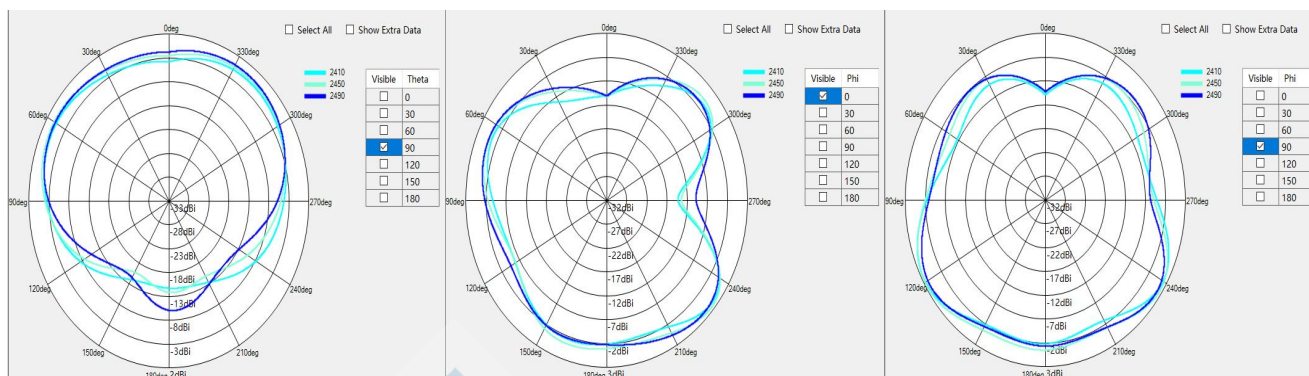 0deg
Select All
Show Extra Data
30deg
330deg
2410
2450
2490
Visible Theta
0
30
60
90
120
150
180
60deg
300deg
90deg
270deg
-33dBi
-28dBi
-23dBi
-18dBi
-13dBi
-8dBi
-3dBi
120deg
240deg
150deg
210deg
180deg 2dBi
0deg
Select All
Show Extra Data
30deg
330deg
2410
2450
2490
Visible Phi
0
30
60
90
120
150
180
60deg
300deg
90deg
270deg
-32dBi
-27dBi
-22dBi
-17dBi
-12dBi
-7dBi
-2dBi
120deg
240deg
150deg
210deg
180deg 3dBi
0deg
Select All
Show Extra Data
30deg
330deg
2410
2450
2490
Visible Phi
0
30
60
90
120
150
180
60deg
300deg
90deg
270deg
-32dBi
-27dBi
-22dBi
-17dBi
-12dBi
-7dBi
-2dBi
120deg
240deg
150deg
210deg
180deg 3dBi